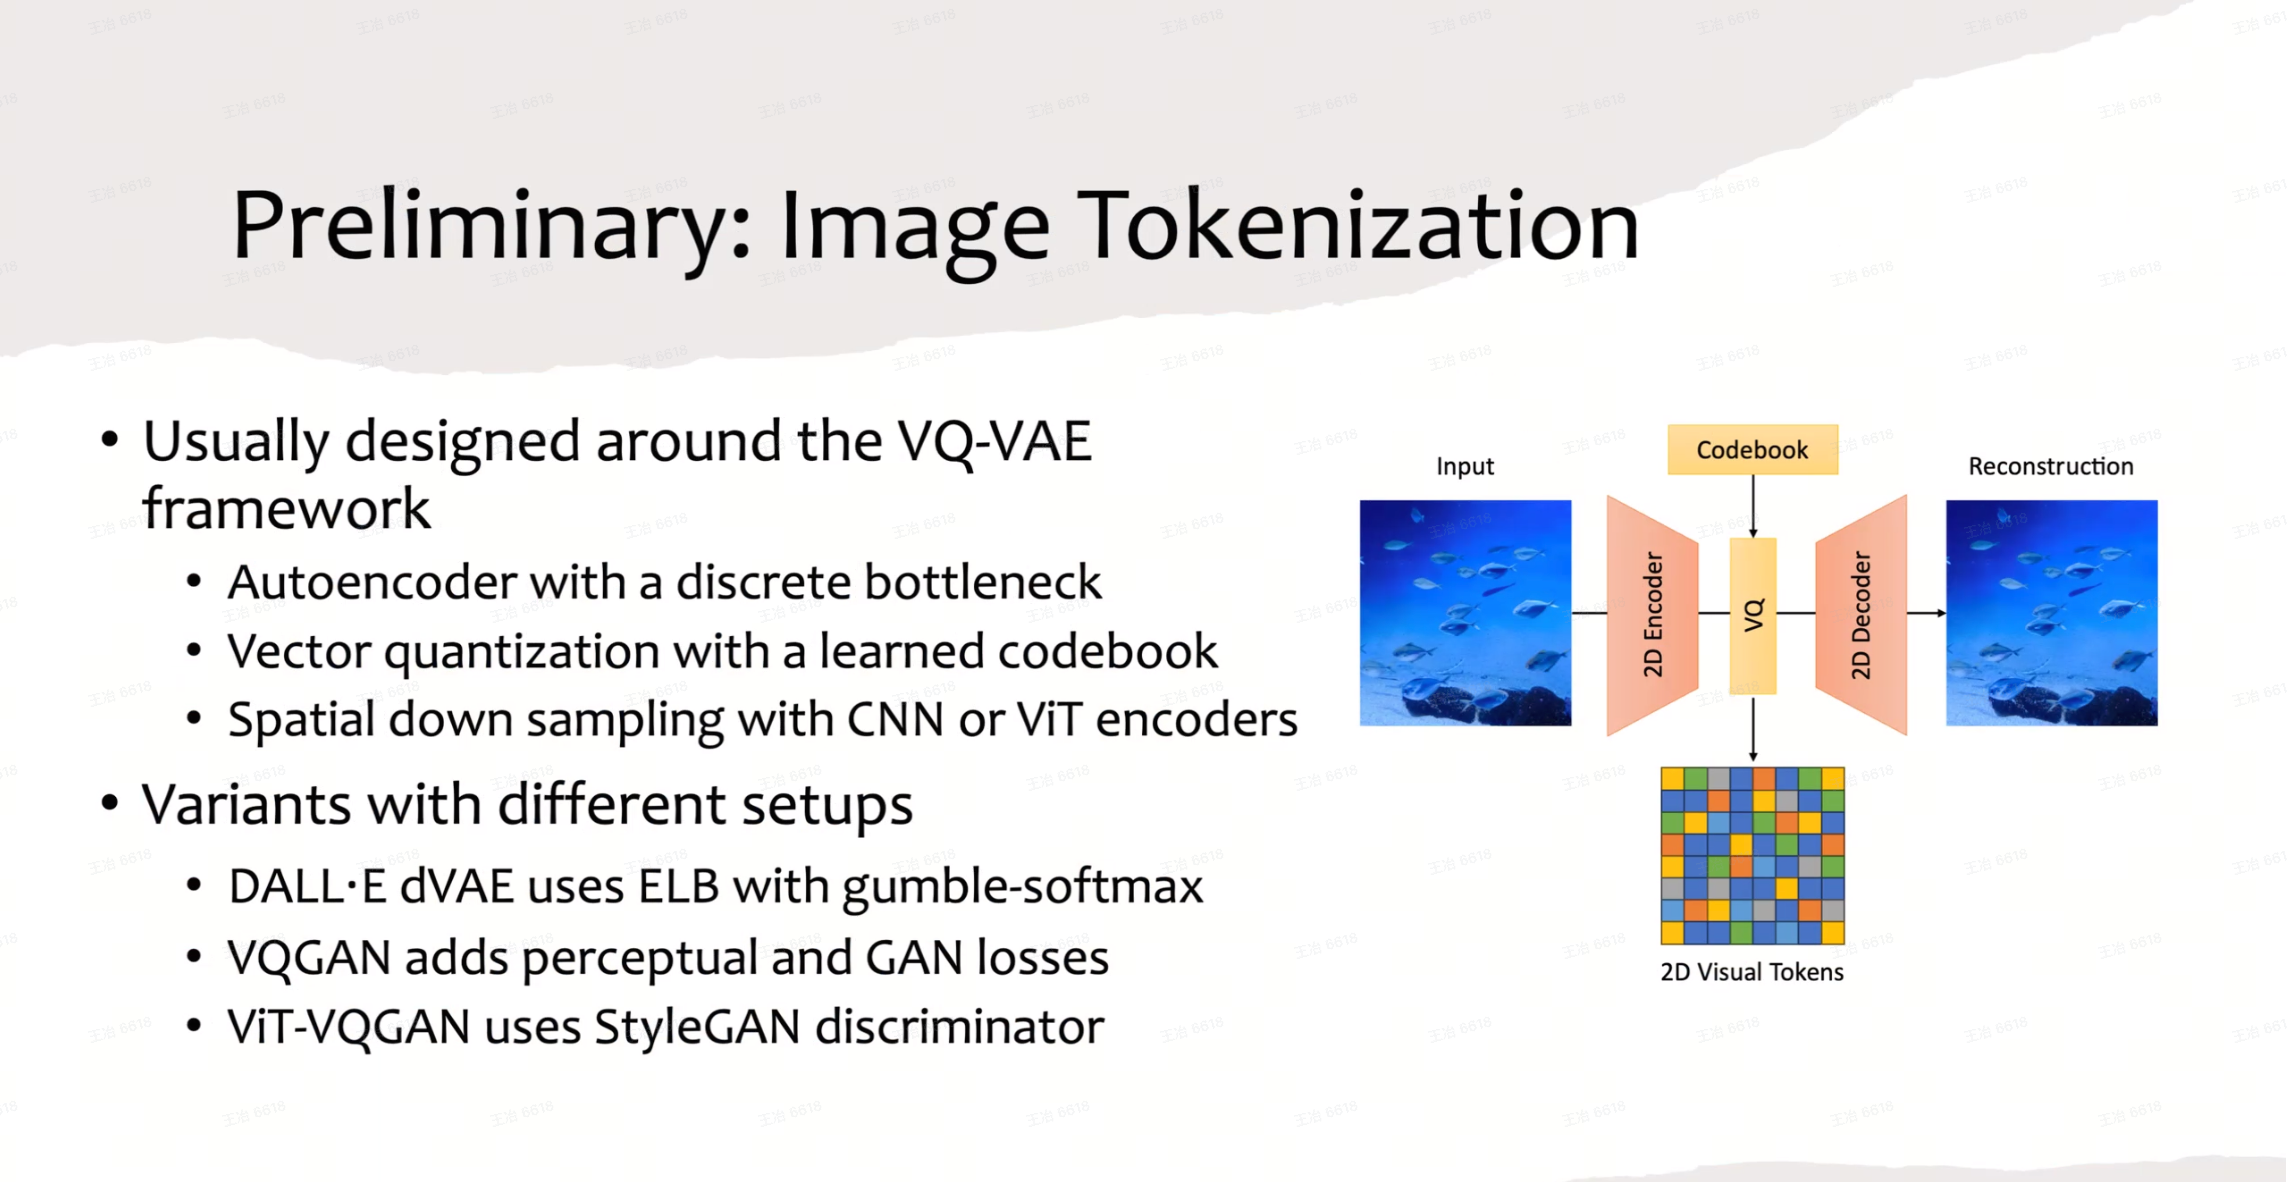 Preliminary: Image Tokenization
• Usually designed around the VQ-VAE
framework
• Autoencoder with a discrete bottleneck
• Vector quantization with a learned codebook
• Spatial down sampling with CNN or ViT encoders
• Variants with different setups
• DALL·E dVAE uses ELB with gumble-softmax
• VQGAN adds perceptual and GAN losses
• ViT-VQGAN uses StyleGAN discriminator
Codebook
Input
Reconstruction
2D Encoder
VQ
2D Decoder
2D Visual Tokens
王冶 6618